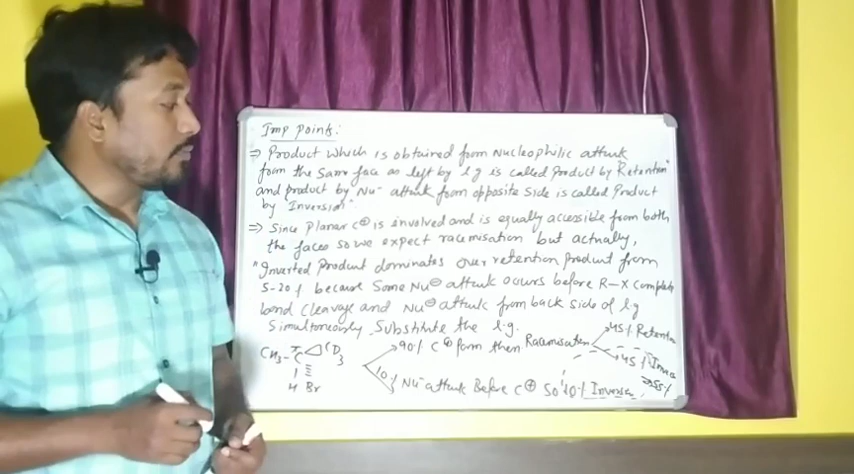 Imp Points:
⇒ Product which is obtained from Nucleophilic attack
from the same face as left by l.g is called Product by Retention"
and product by Nu⁻ attack from opposite side is called Product
by "Inversion"
⇒ Since planar C⊕ is involved and is equally accessible from both
the faces so we expect racemisation but actually,
"Inverted Product dominates over retention product from
5-20% because some Nu⊖ attack occurs before R-X complete
bond cleavage and Nu⊖ attack from back side of l.g
simultaneously substitute the l.g.
90% C⊕ form then Racemisation
45% Retention
45% Inve
⇒ 55%
CH₃-C CD₃
H Br
10%
Nu⁻ attack Before C⊕ So 10% Inversion